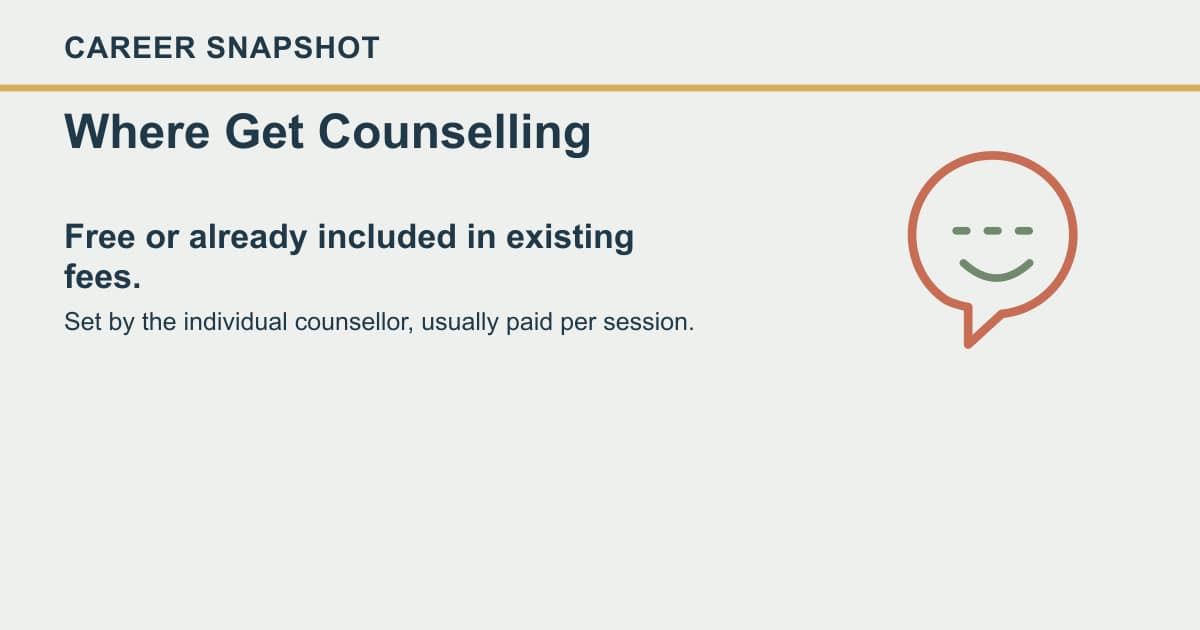 CAREER SNAPSHOT
Where Get Counselling
Free or already included in existing
fees.
Set by the individual counsellor, usually paid per session.